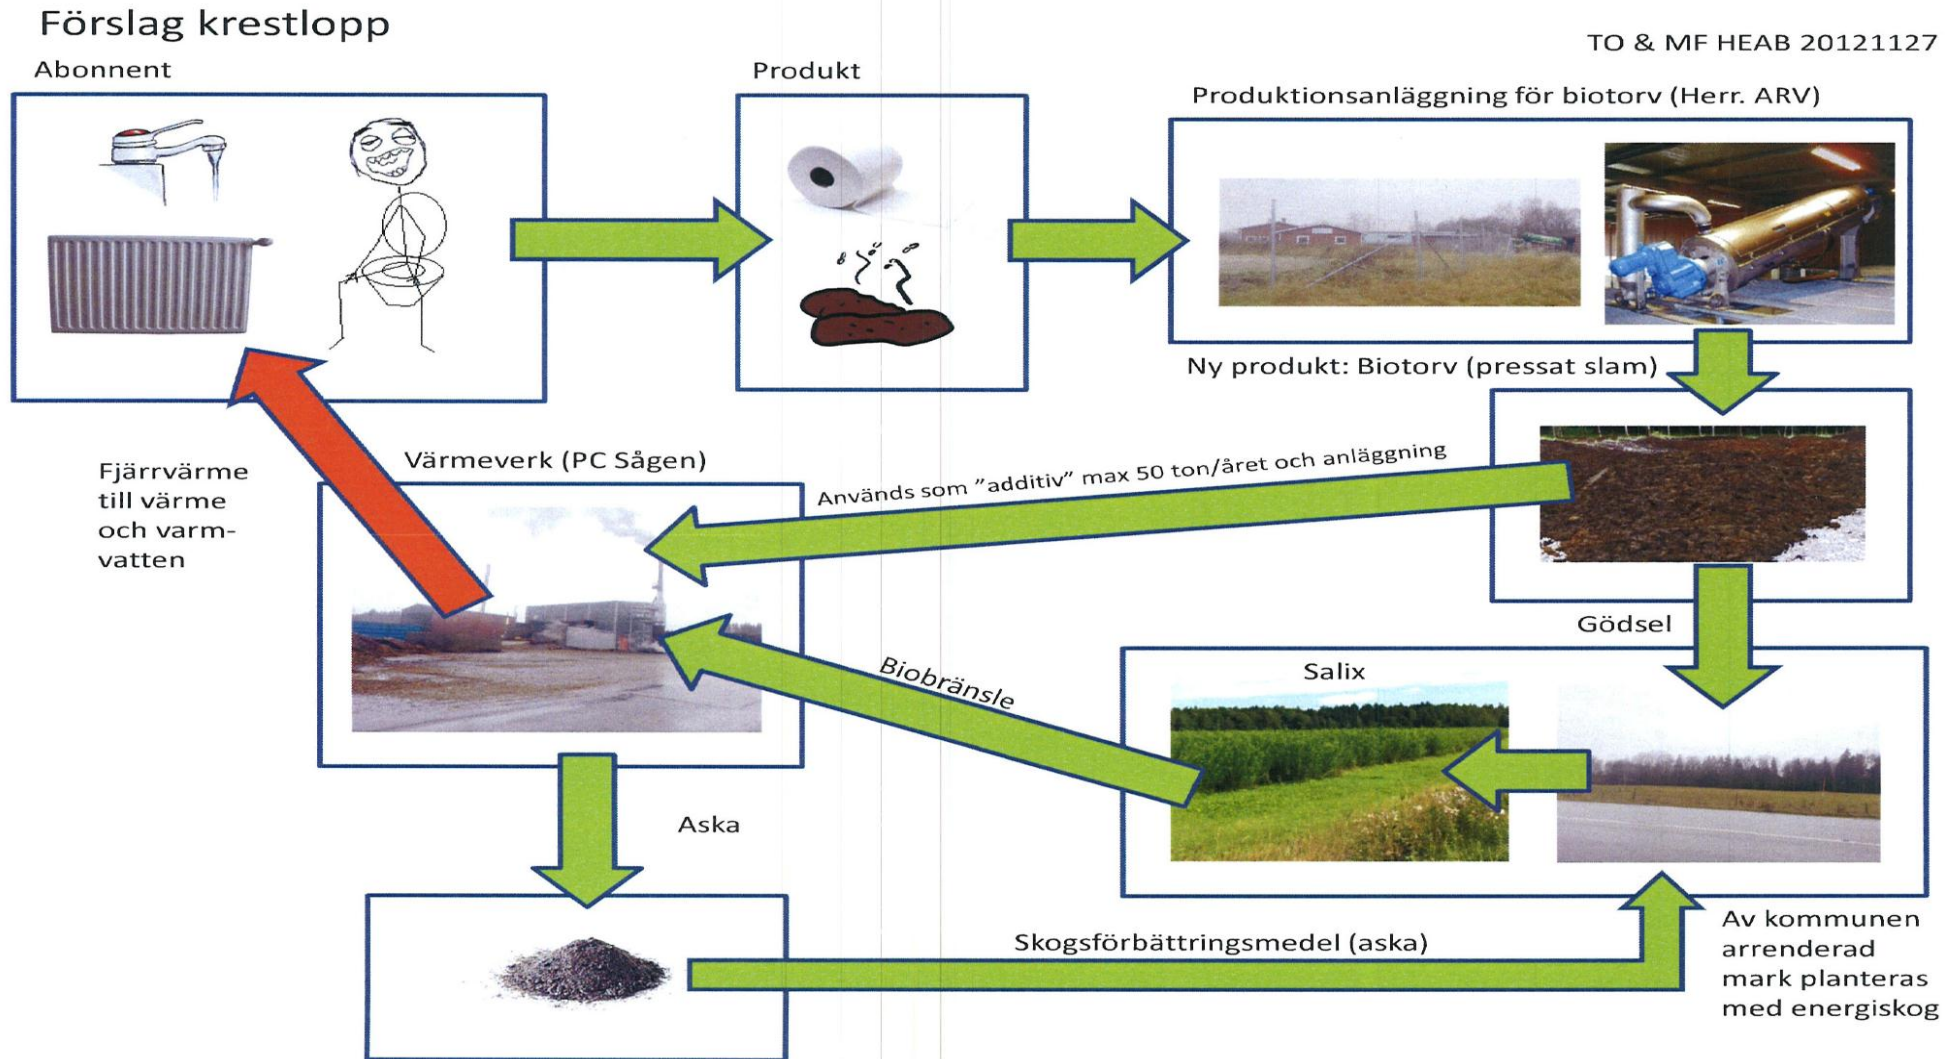 Förslag krestlopp
TO & MF HEAB 20121127
Abonnent
Produkt
Produktionsanläggning för biotorv (Herr. ARV)
Ny produkt: Biotorv (pressat slam)
Fjärrvärme
till värme
och varm-
vatten
Värmeverk (PC Sågen)
Används som ”additiv” max 50 ton/året och anläggning
Gödsel
Salix
Biobränsle
Aska
Skogsförbättringsmedel (aska)
Av kommunen
arrenderad
mark planteras
med energiskog